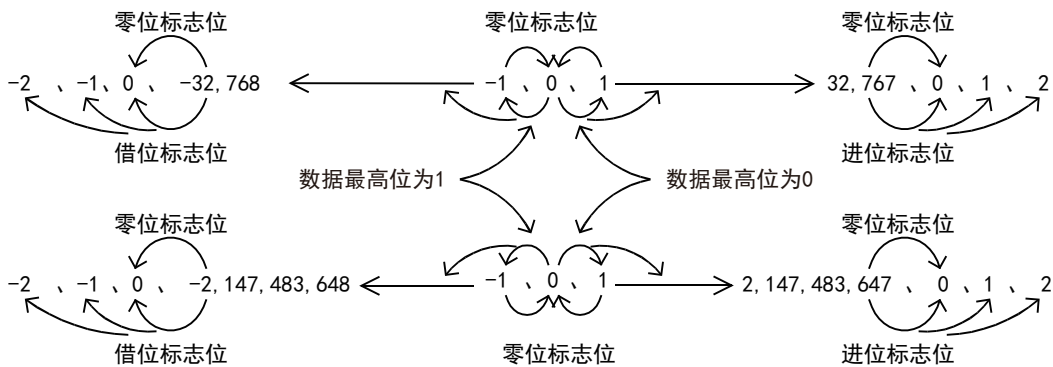 零位标志位 零位标志位 零位标志位
-2 、 -1、0、 -32,768 -1、0、1 32,767 、0、1、2
借位标志位 进位标志位
数据最高位为1 数据最高位为0
零位标志位 零位标志位
-2 、-1、0 、-2,147,483,648 -1、0、1 2,147,483,647 、 0、1、 2
借位标志位 零位标志位 进位标志位